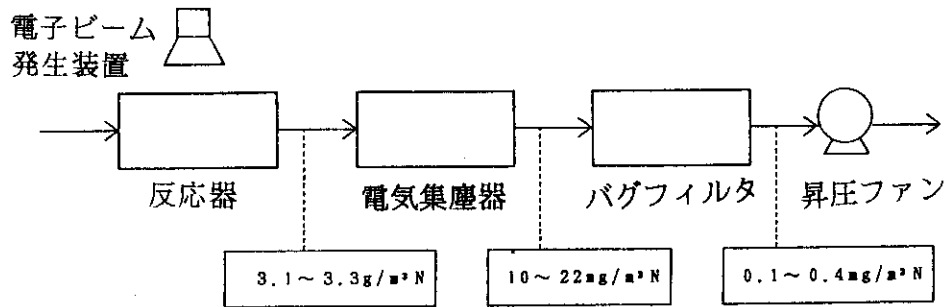 電子ビーム
発生装置
反応器
電気集塵器
バグフィルタ
昇圧ファン
3.1～3.3g/m³N
10～22mg/m³N
0.1～0.4mg/m³N